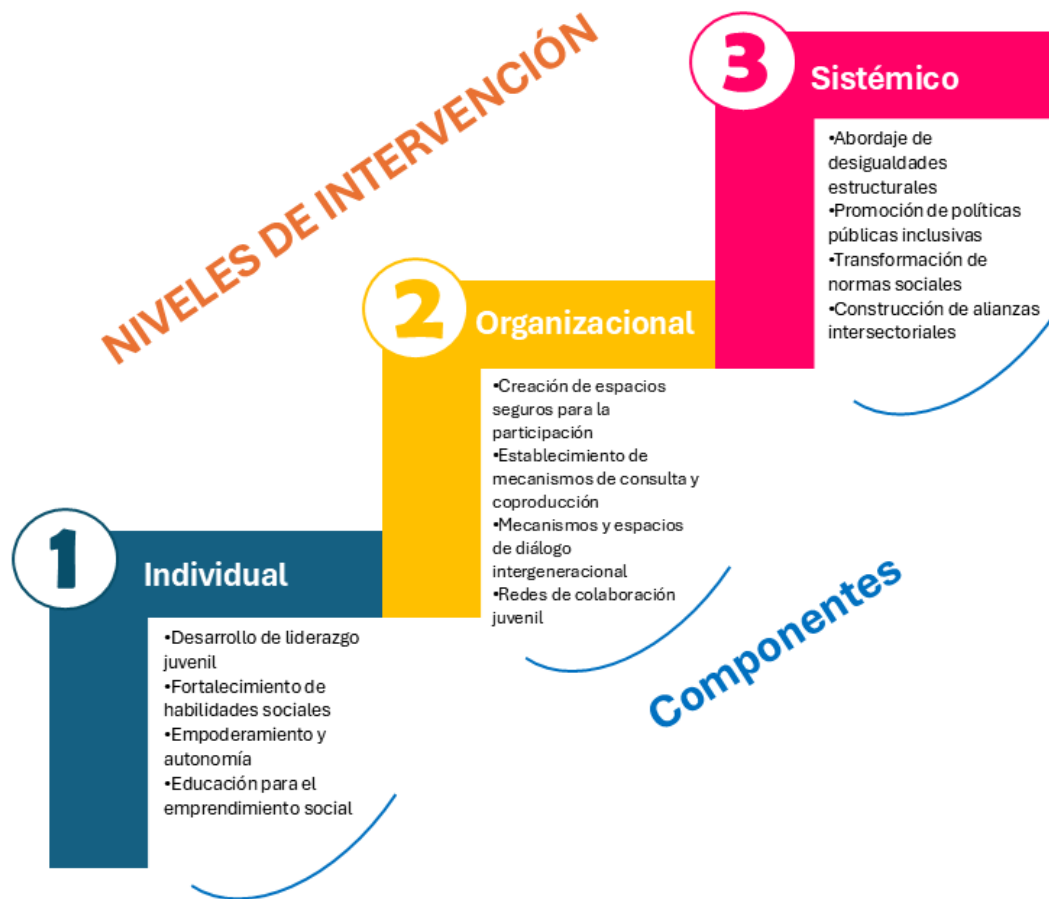 NIVELES DE INTERVENCIÓN
1
Individual
•Desarrollo de liderazgo
juvenil
•Fortalecimiento de
habilidades sociales
•Empoderamiento y
autonomía
•Educación para el
emprendimiento social
2
Organizacional
•Creación de espacios
seguros para la
participación
•Establecimiento de
mecanismos de consulta y
coproducción
•Mecanismos y espacios
de diálogo
intergeneracional
•Redes de colaboración
juvenil
3
Sistémico
•Abordaje de
desigualdades
estructurales
•Promoción de políticas
públicas inclusivas
•Transformación de
normas sociales
•Construcción de alianzas
intersectoriales
Componentes